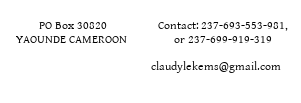 PO Box 30820
YAOUNDE CAMEROON
Contact: 237-693-553-981,
or 237-699-919-319
claudylekems@gmail.com